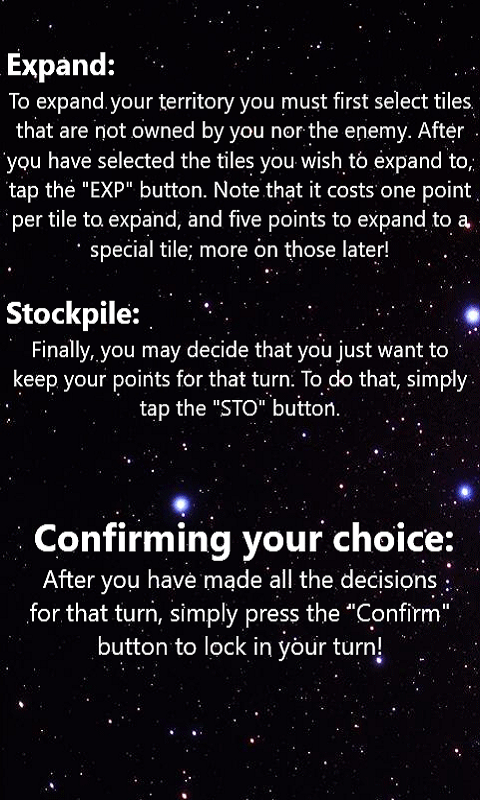 Expand:
To expand your territory you must first select tiles
that are not owned by you nor the enemy. After
you have selected the tiles you wish to expand to,
tap the "EXP" button. Note that it costs one point
per tile to expand, and five points to expand to a
special tile; more on those later!
Stockpile:
Finally, you may decide that you just want to
keep your points for that turn. To do that, simply
tap the "STO" button.
Confirming your choice:
After you have made all the decisions
for that turn, simply press the "Confirm"
button to lock in your turn!